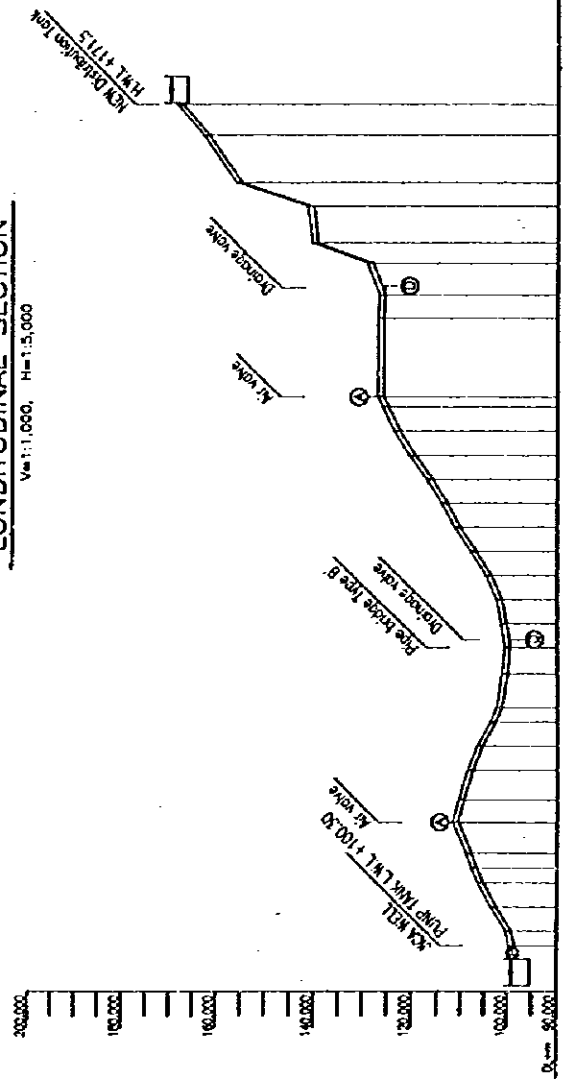 LONGITUDINAL SECTION
V=1:1,000, H=1:5,000
NEW Distribution Tank
H.W.L +171.5
Drainage valve
D
Air valve
A
Pipe bridge Type B'
Drainage valve
D
Air valve
A
JICA WELL
PUMP TANK L.W.L +100.30
200.000
180.000
160.000
140.000
120.000
100.000
90.000